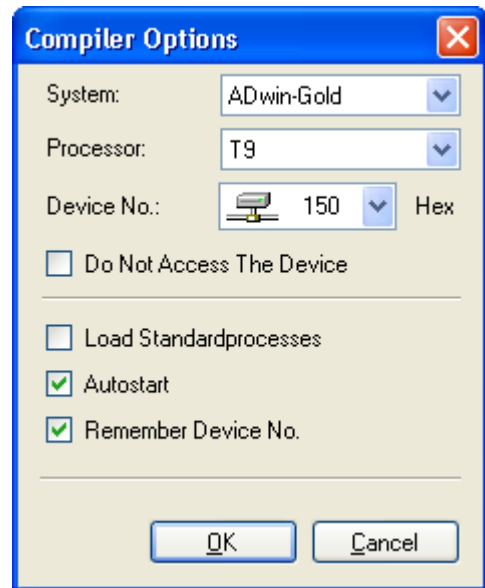 Compiler Options
System: ADwin-Gold
Processor: T9
Device No.: 150 Hex
Do Not Access The Device
Load Standardprocesses
Autostart
Remember Device No.
OK Cancel